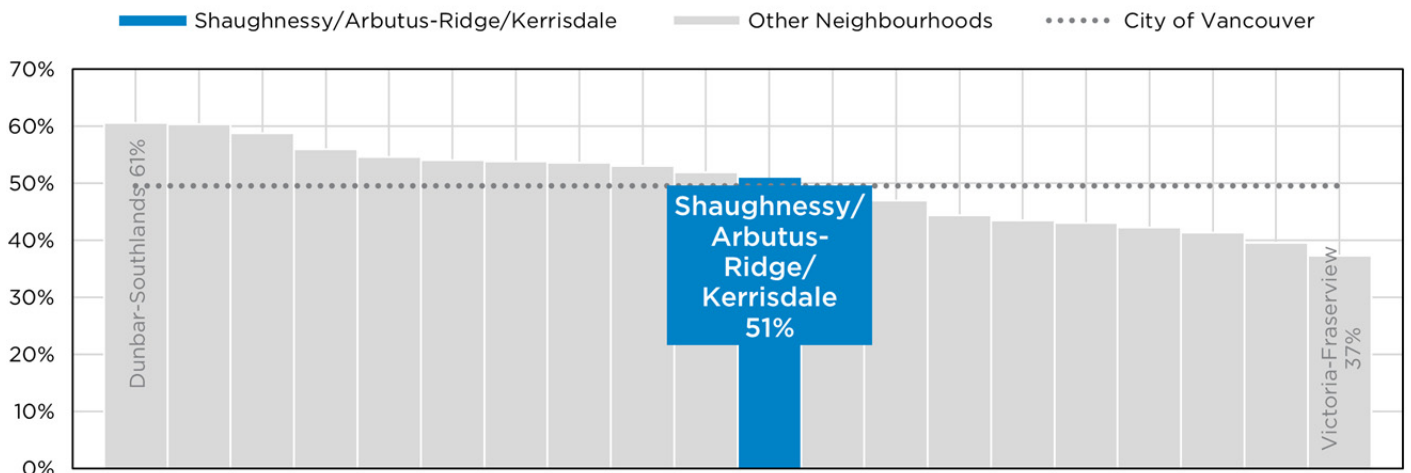 Shaughnessy/Arbutus-Ridge/Kerrisdale
Other Neighbourhoods
City of Vancouver
70%
60%
50%
40%
30%
20%
10%
0%
Dunbar-Southlands 61%
Shaughnessy/
Arbutus-
Ridge/
Kerrisdale
51%
Victoria-Fraserview
37%